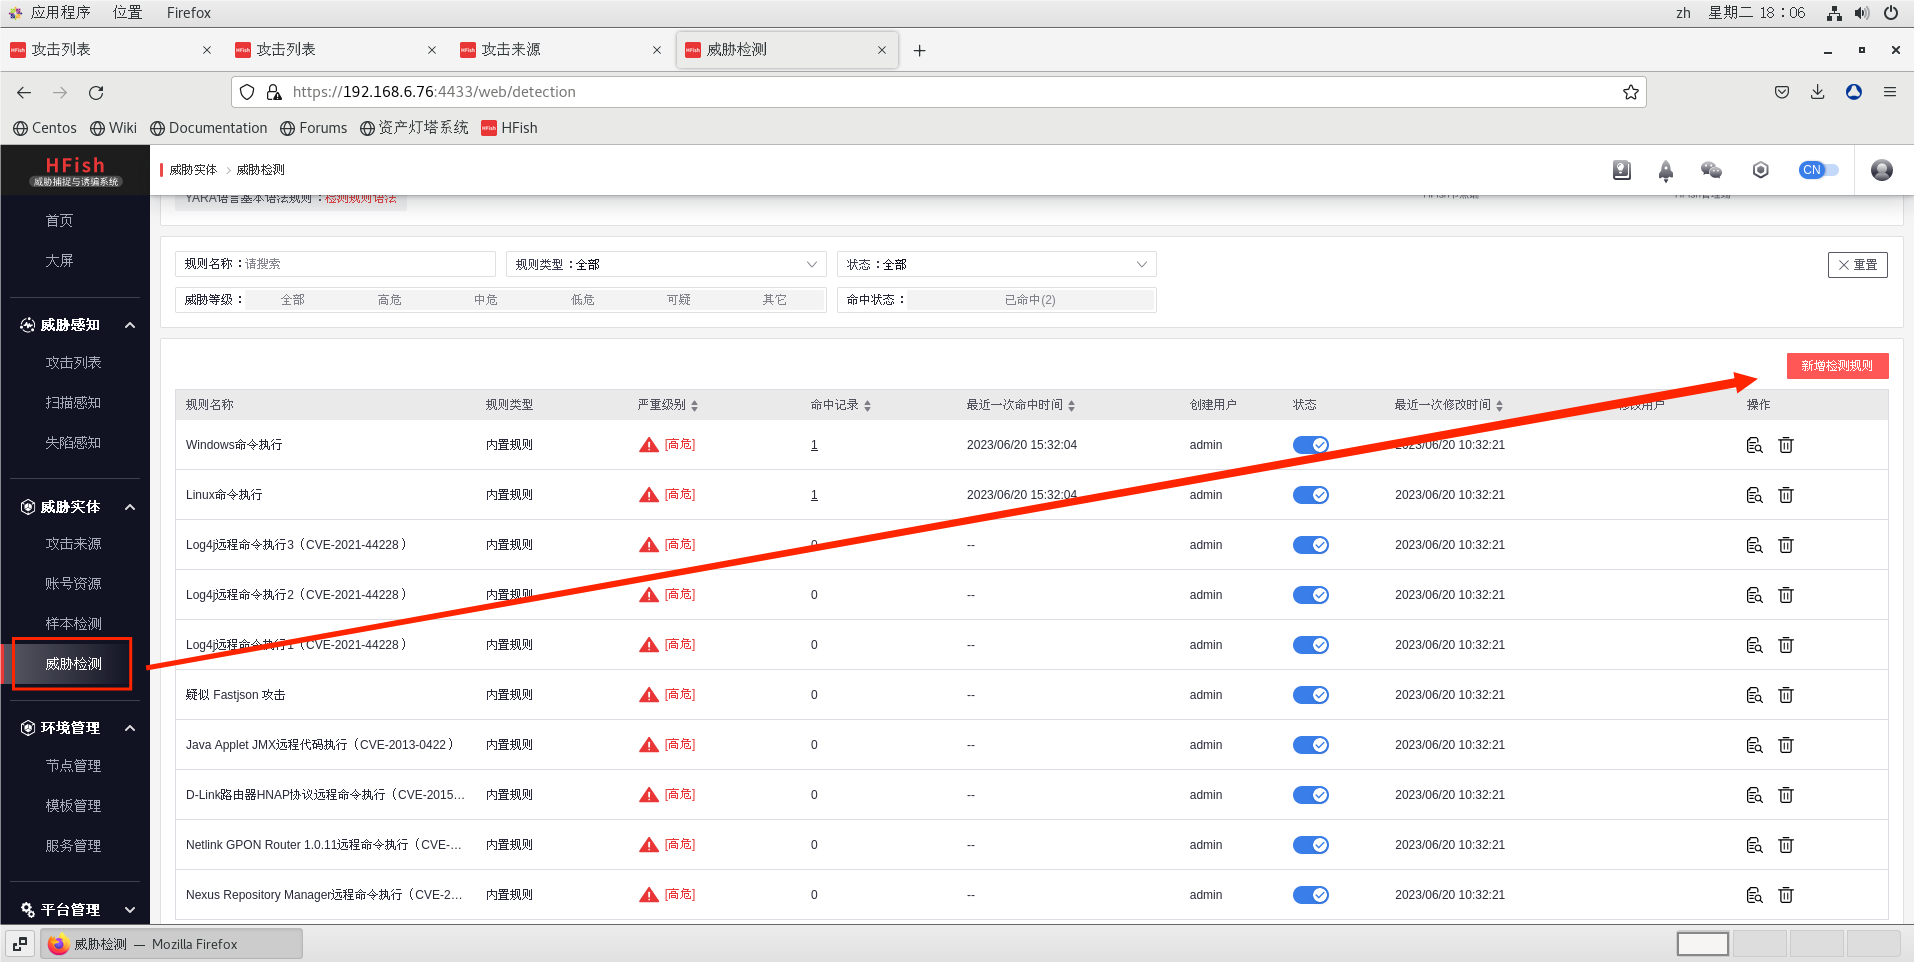 应用程序 位置 Firefox zh 星期二 18：06
攻击列表 攻击列表 攻击来源 威胁检测
https://192.168.6.76:4433/web/detection
Centos Wiki Documentation Forums 资产灯塔系统 HFish
HFish
威胁捕捉与诱骗系统
首页
大屏
威胁感知
攻击列表
扫描感知
失陷感知
威胁实体
攻击来源
账号资源
样本检测
威胁检测
环境管理
节点管理
模板管理
服务管理
平台管理
威胁实体 威胁检测 CN
YARA语言基本语法规则：检测规则语法
规则名称：请搜索 规则类型：全部 状态：全部 重置
威胁等级： 全部 高危 中危 低危 可疑 其它 命中状态： 已命中(2)
新增检测规则
规则名称 规则类型 严重级别 命中记录 最近一次命中时间 创建用户 状态 最近一次修改时间 修改用户 操作
Windows命令执行 内置规则 [高危] 1 2023/06/20 15:32:04 admin 2023/06/20 10:32:21
Linux命令执行 内置规则 [高危] 1 2023/06/20 15:32:04 admin 2023/06/20 10:32:21
Log4j远程命令执行3（CVE-2021-44228） 内置规则 [高危] 0 -- admin 2023/06/20 10:32:21
Log4j远程命令执行2（CVE-2021-44228） 内置规则 [高危] 0 -- admin 2023/06/20 10:32:21
Log4j远程命令执行1（CVE-2021-44228） 内置规则 [高危] 0 -- admin 2023/06/20 10:32:21
疑似 Fastjson 攻击 内置规则 [高危] 0 -- admin 2023/06/20 10:32:21
Java Applet JMX远程代码执行（CVE-2013-0422） 内置规则 [高危] 0 -- admin 2023/06/20 10:32:21
D-Link路由器HNAP协议远程命令执行（CVE-2015... 内置规则 [高危] 0 -- admin 2023/06/20 10:32:21
Netlink GPON Router 1.0.11远程命令执行（CVE-... 内置规则 [高危] 0 -- admin 2023/06/20 10:32:21
Nexus Repository Manager远程命令执行（CVE-2... 内置规则 [高危] 0 -- admin 2023/06/20 10:32:21
威胁检测 — Mozilla Firefox